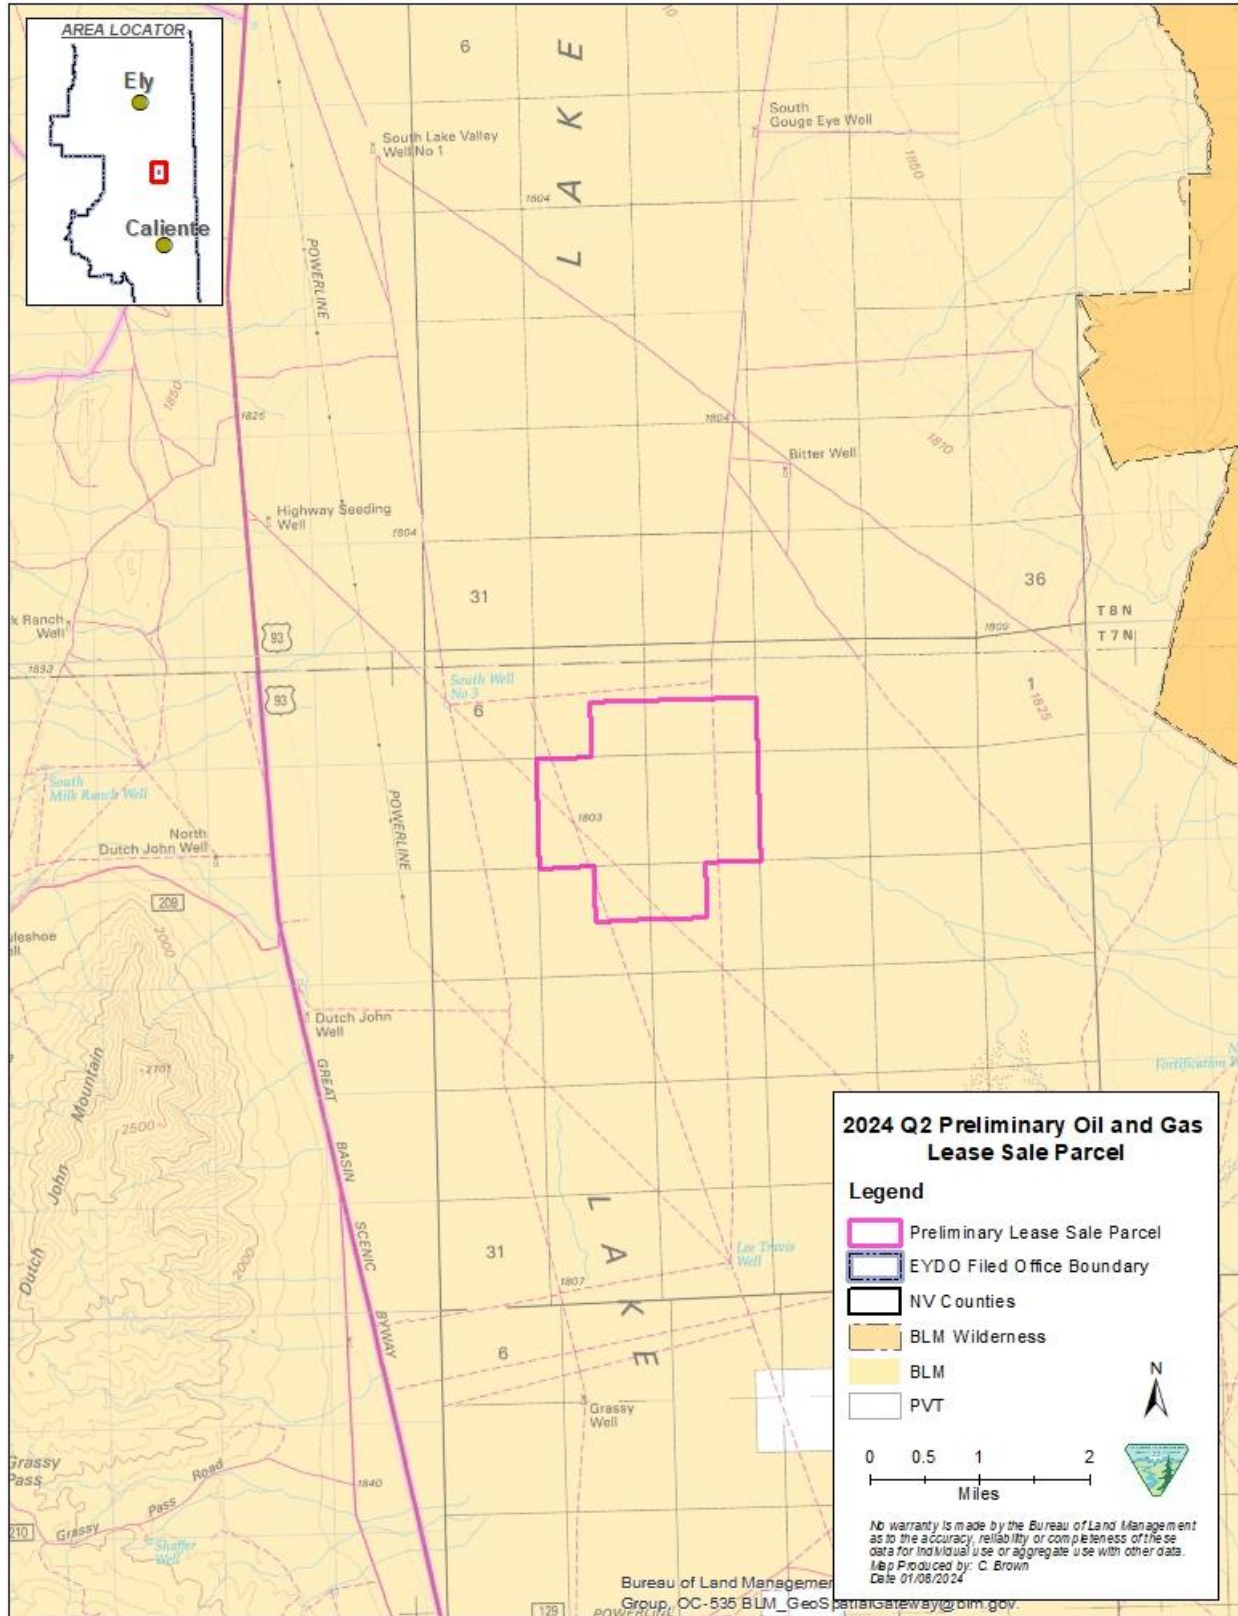 AREA LOCATOR
Ely
Caliente
6
L A K E
South
Gouge Eye Well
South Lake Valley
Well No 1
1850
1804
POWERLINE
1850
1825
1804
1810
Bitter Well
Highway Seeding
Well
1804
31
36
k Ranch
Well
93
T 8 N
1809
T 7 N
1893
93
South Well
No 3
6
1
1825
South
Milk Ranch Well
POWERLINE
1803
North
Dutch John Well
209
2000
uleshoe
ell
Dutch John
Well
GREAT BASIN SCENIC BYWAY
2701
2500
Dutch John Mountain
2000
Fortification W
31
L A K E
Lee Travis
Well
1807
6
Grassy
Well
Grassy
Pass
Grassy Pass Road
1840
210
Shaffer
Well
129
POWERLINE
2024 Q2 Preliminary Oil and Gas
Lease Sale Parcel
Legend
Preliminary Lease Sale Parcel
EYDO Filed Office Boundary
NV Counties
BLM Wilderness
BLM
PVT
N
0 0.5 1 2
Miles
No warranty is made by the Bureau of Land Management
as to the accuracy, reliability or completeness of these
data for individual use or aggregate use with other data.
Map Produced by: C. Brown
Date 01/08/2024
Bureau of Land Managemen
Group, OC-535 BLM_GeoSpatialGateway@blm.gov.